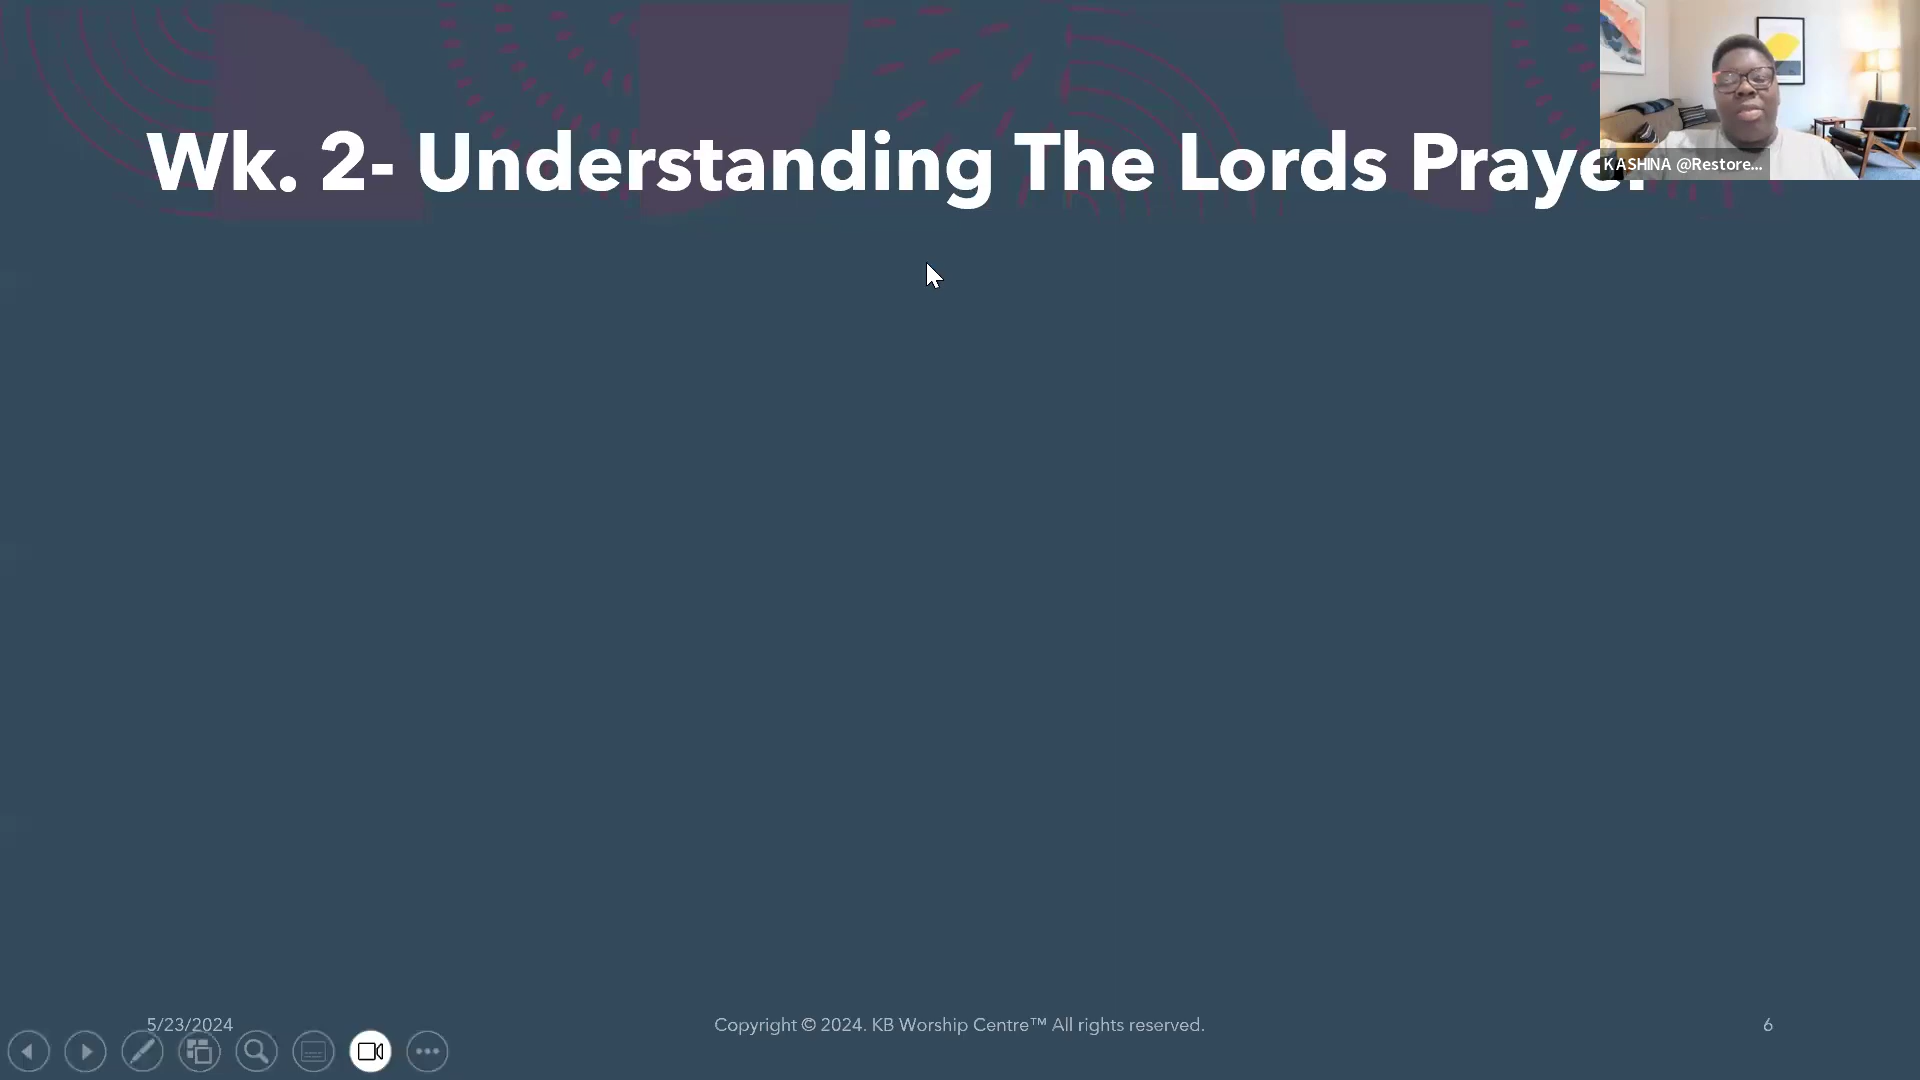 Wk. 2- Understanding The Lords Praye
KASHINA @Restore...
5/23/2024
Copyright © 2024. KB Worship Centre™ All rights reserved.
6